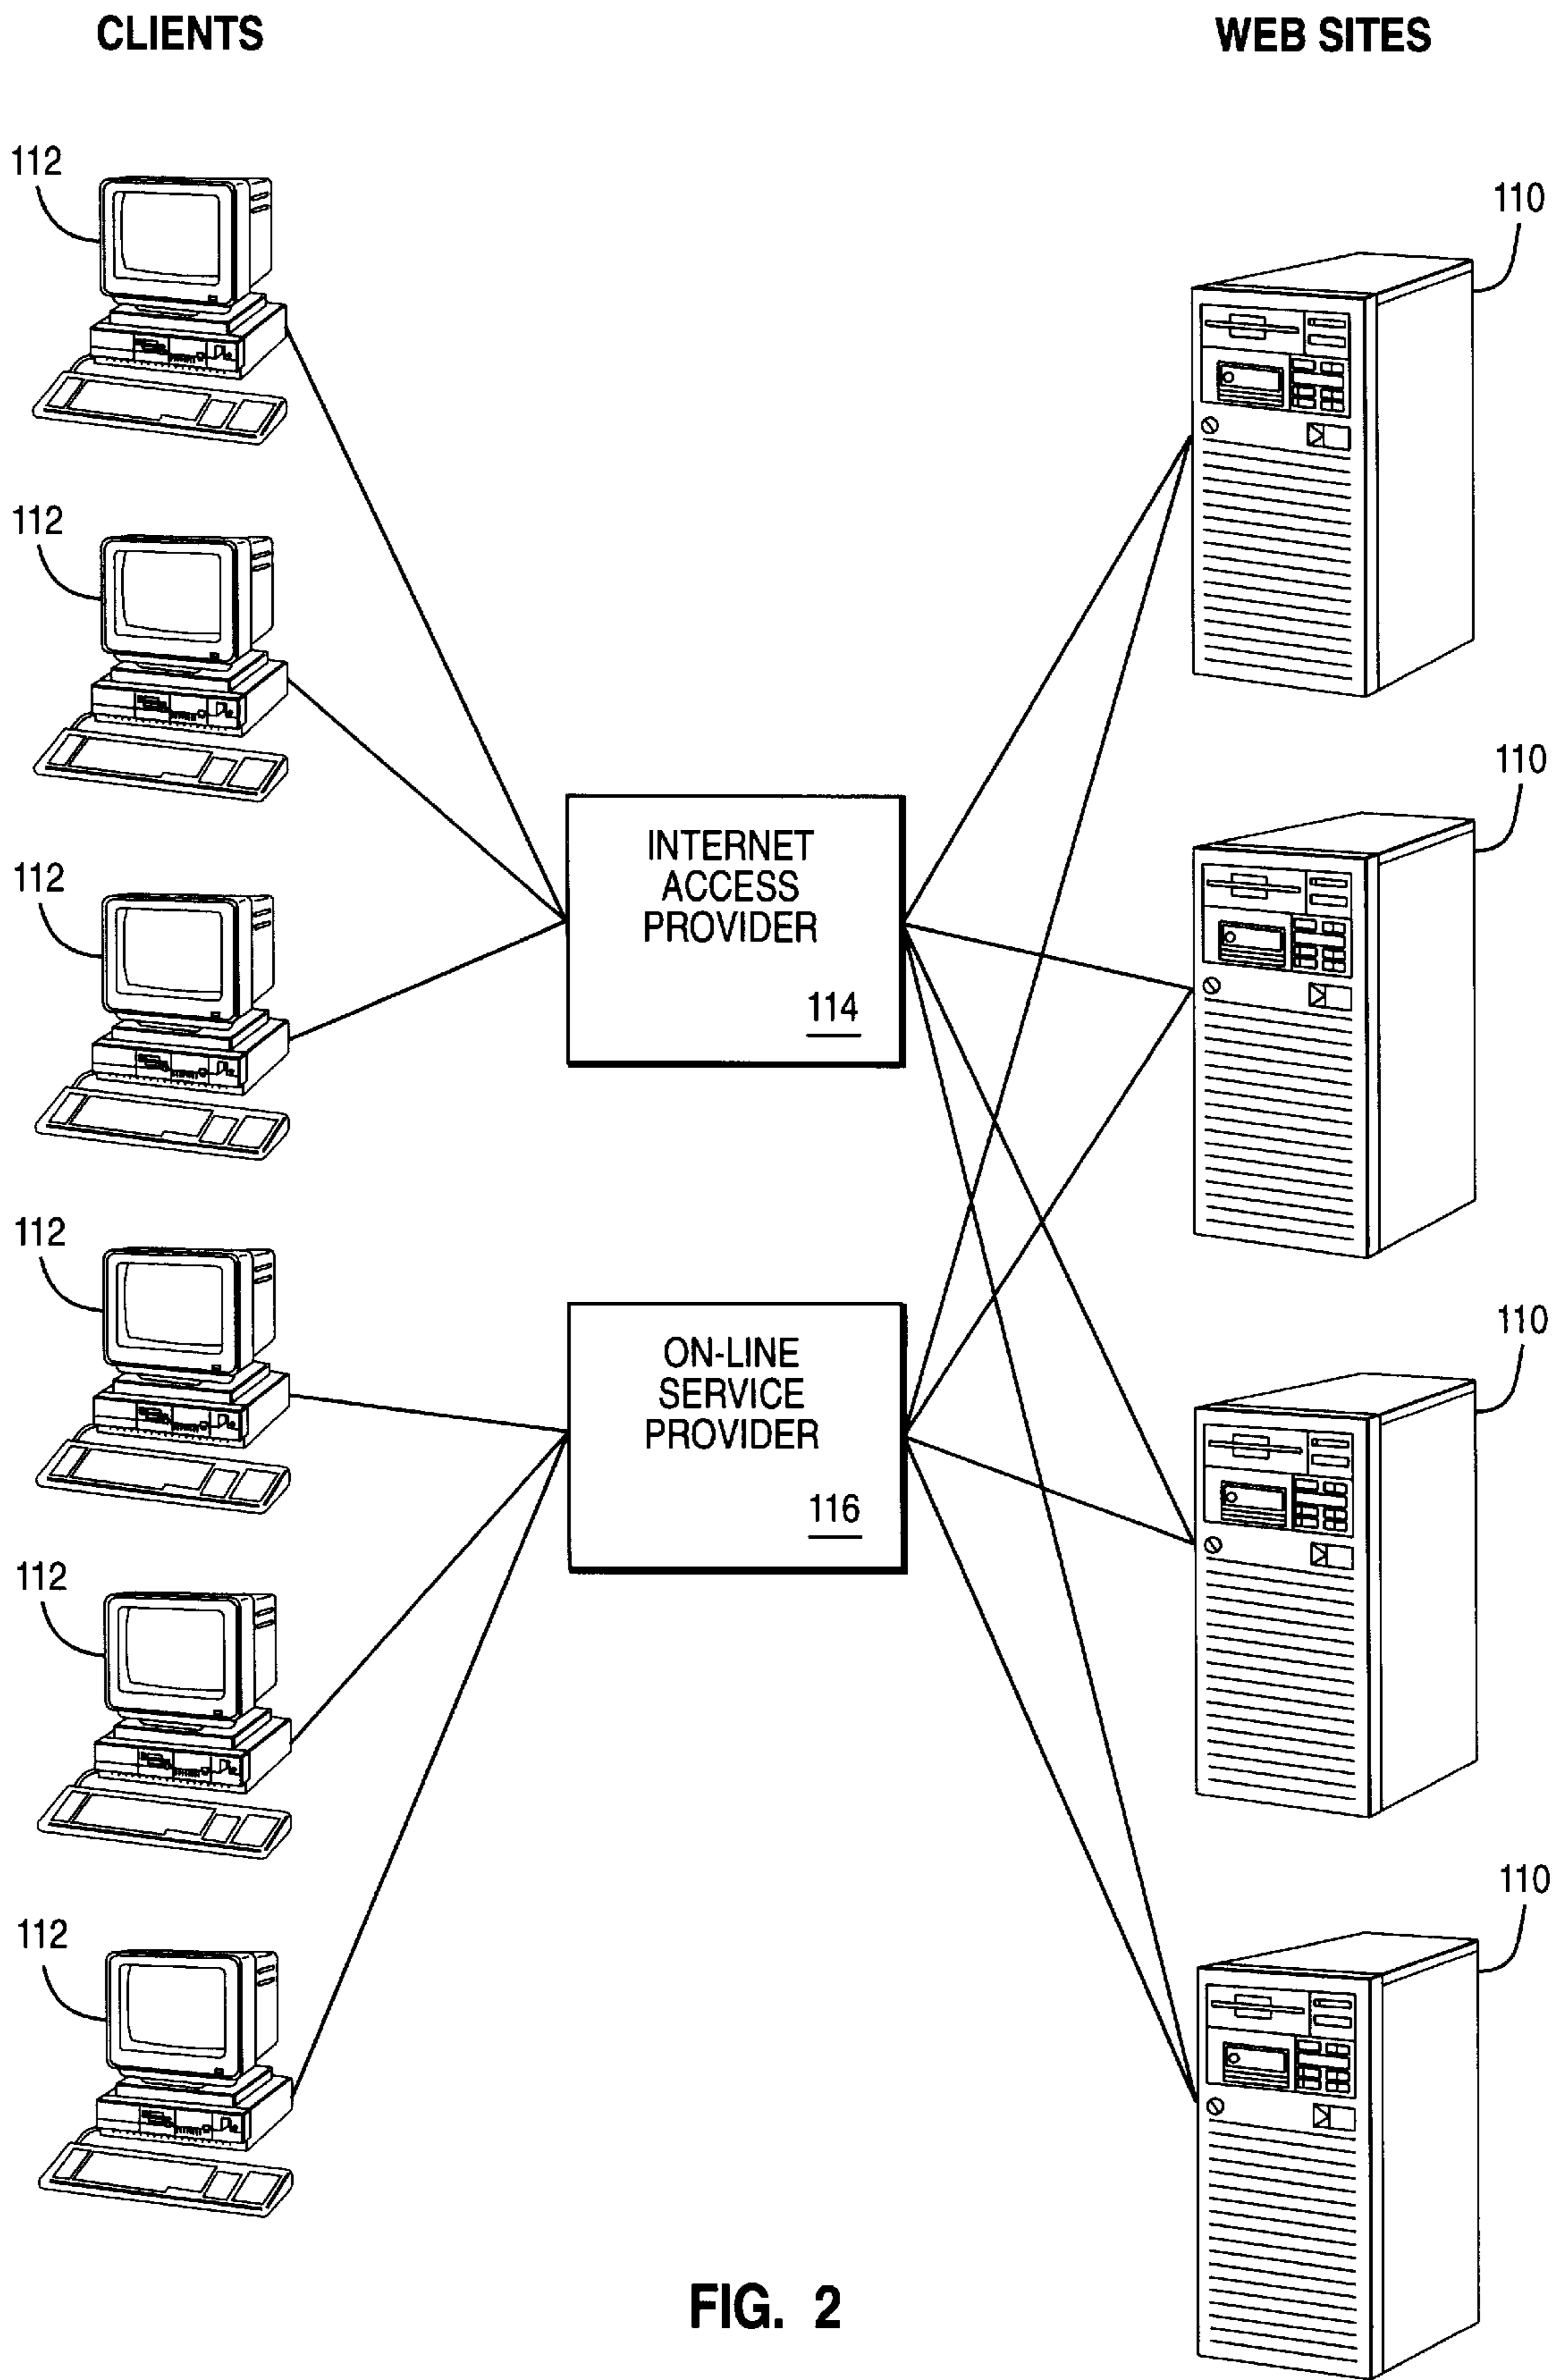 CLIENTS
WEB SITES
112
110
112
110
112
INTERNET
ACCESS
PROVIDER
114
112
110
ON-LINE
SERVICE
PROVIDER
116
112
110
112
FIG. 2